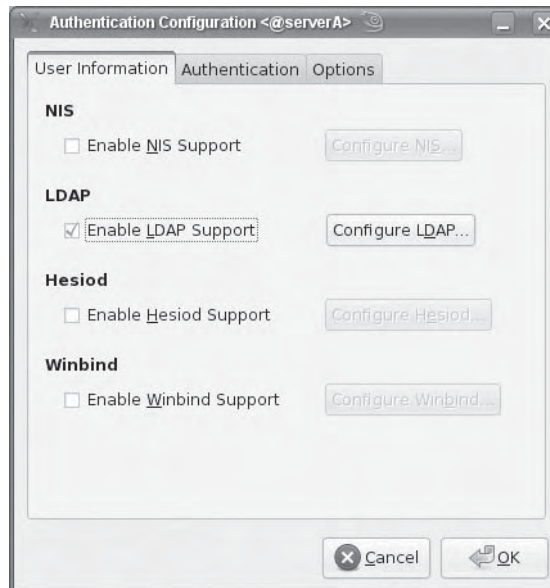 Authentication Configuration <@serverA>
User Information Authentication Options
NIS
Enable NIS Support Configure NIS...
LDAP
Enable LDAP Support Configure LDAP...
Hesiod
Enable Hesiod Support Configure Hesiod...
Winbind
Enable Winbind Support Configure Winbind...
Cancel OK